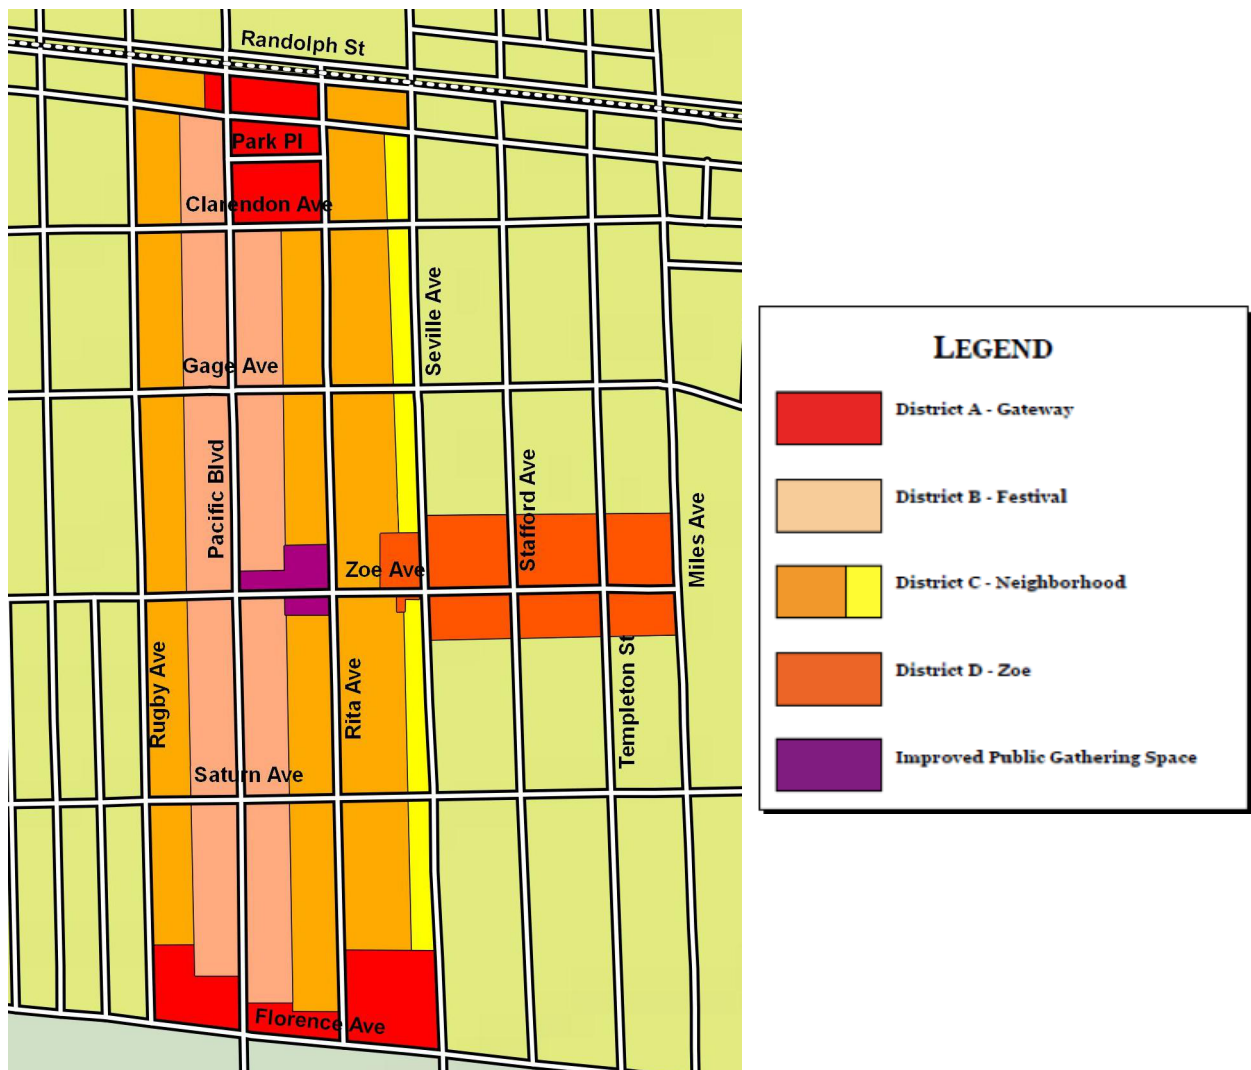 Randolph St
Park Pl
Clarendon Ave
Seville Ave
Gage Ave
Pacific Blvd
Stafford Ave
Miles Ave
Zoe Ave
Rugby Ave
Rita Ave
Templeton St
Saturn Ave
Florence Ave
LEGEND
District A - Gateway
District B - Festival
District C - Neighborhood
District D - Zoe
Improved Public Gathering Space